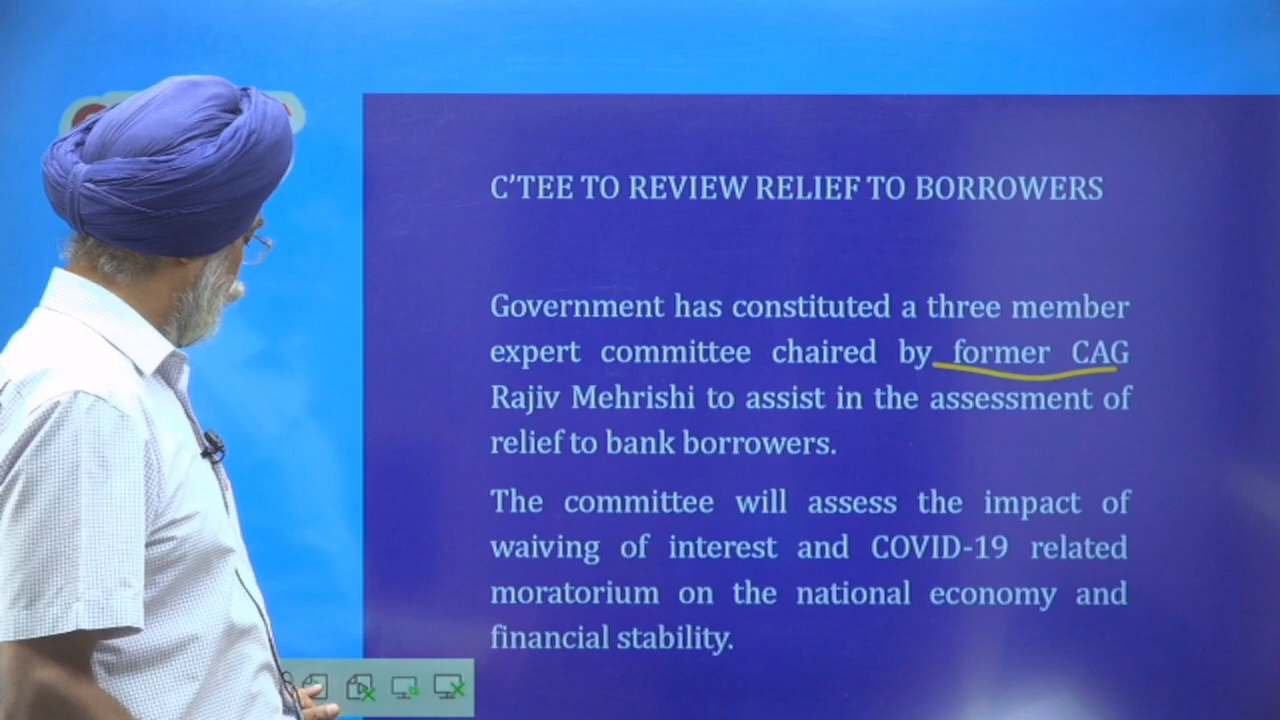 C'TEE TO REVIEW RELIEF TO BORROWERS
Government has constituted a three member
expert committee chaired by former CAG
Rajiv Mehrishi to assist in the assessment of
relief to bank borrowers.
The committee will assess the impact of
waiving of interest and COVID-19 related
moratorium on the national economy and
financial stability.